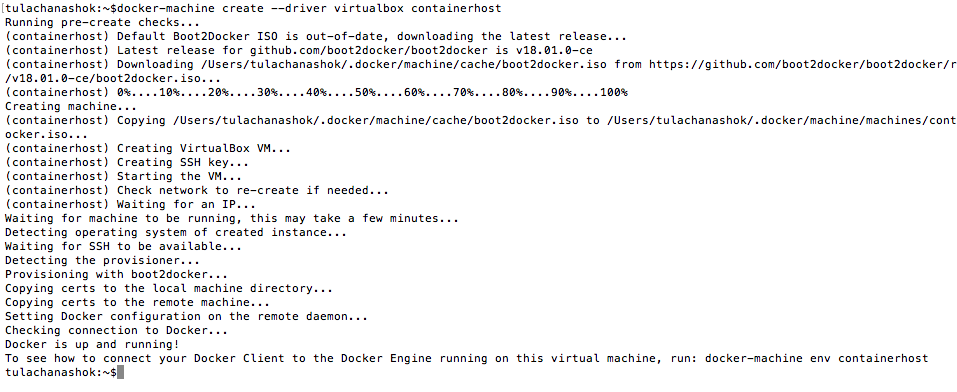 [tulachanashok:~$docker-machine create --driver virtualbox containerhost
Running pre-create checks...
(containerhost) Default Boot2Docker ISO is out-of-date, downloading the latest release...
(containerhost) Latest release for github.com/boot2docker/boot2docker is v18.01.0-ce
(containerhost) Downloading /Users/tulachanashok/.docker/machine/cache/boot2docker.iso from https://github.com/boot2docker/boot2docker/r
/v18.01.0-ce/boot2docker.iso...
(containerhost) 0%....10%....20%....30%....40%....50%....60%....70%....80%....90%....100%
Creating machine...
(containerhost) Copying /Users/tulachanashok/.docker/machine/cache/boot2docker.iso to /Users/tulachanashok/.docker/machine/machines/cont
ocker.iso...
(containerhost) Creating VirtualBox VM...
(containerhost) Creating SSH key...
(containerhost) Starting the VM...
(containerhost) Check network to re-create if needed...
(containerhost) Waiting for an IP...
Waiting for machine to be running, this may take a few minutes...
Detecting operating system of created instance...
Waiting for SSH to be available...
Detecting the provisioner...
Provisioning with boot2docker...
Copying certs to the local machine directory...
Copying certs to the remote machine...
Setting Docker configuration on the remote daemon...
Checking connection to Docker...
Docker is up and running!
To see how to connect your Docker Client to the Docker Engine running on this virtual machine, run: docker-machine env containerhost
tulachanashok:~$